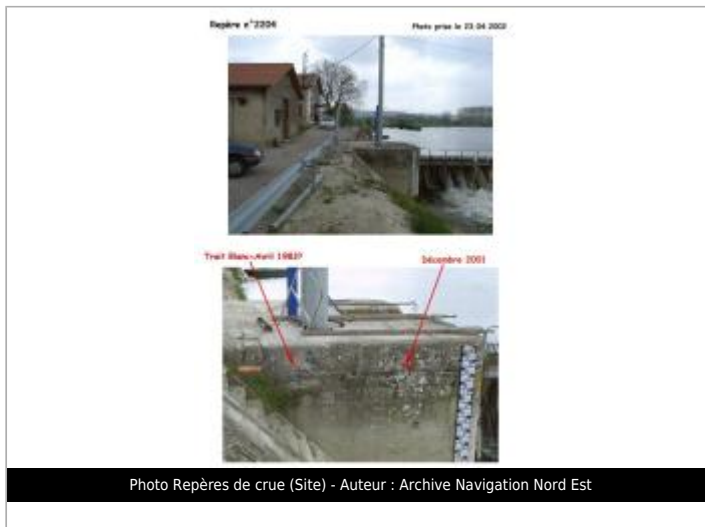 Repère n°2204
Photo prise le 23 04 2002
Trait Blanc-Avril 1983?
Décembre 2001
Photo Repères de crue (Site) - Auteur : Archive Navigation Nord Est